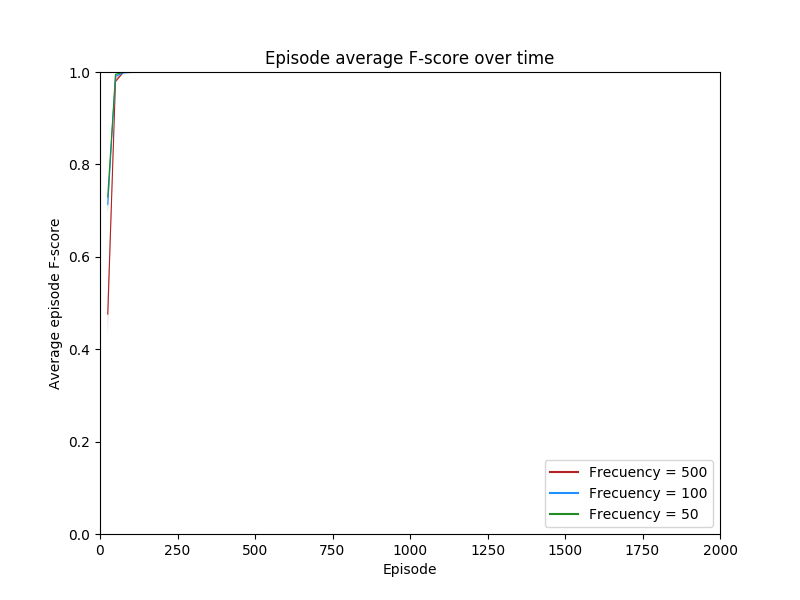 Episode average F-score over time
1.0
0.8
0.6
0.4
0.2
0.0
Average episode F-score
0 250 500 750 1000 1250 1500 1750 2000
Episode
Frecuency = 500
Frecuency = 100
Frecuency = 50